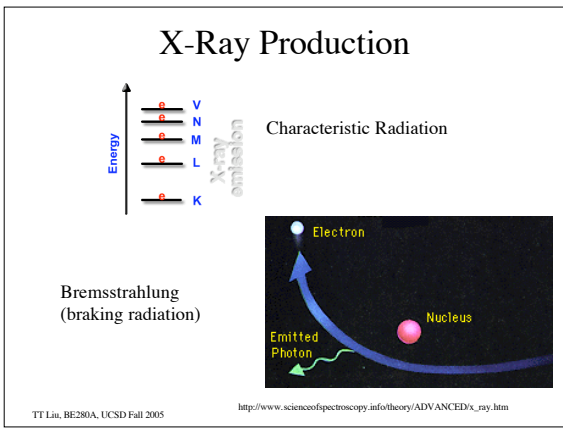 X-Ray Production
e V
e N
e M
e L
e K
Energy
X-ray
emission
Characteristic Radiation
Bremsstrahlung
(braking radiation)
Electron
Nucleus
Emitted
Photon
TT Liu, BE280A, UCSD Fall 2005
http://www.scienceofspectroscopy.info/theory/ADVANCED/x_ray.htm